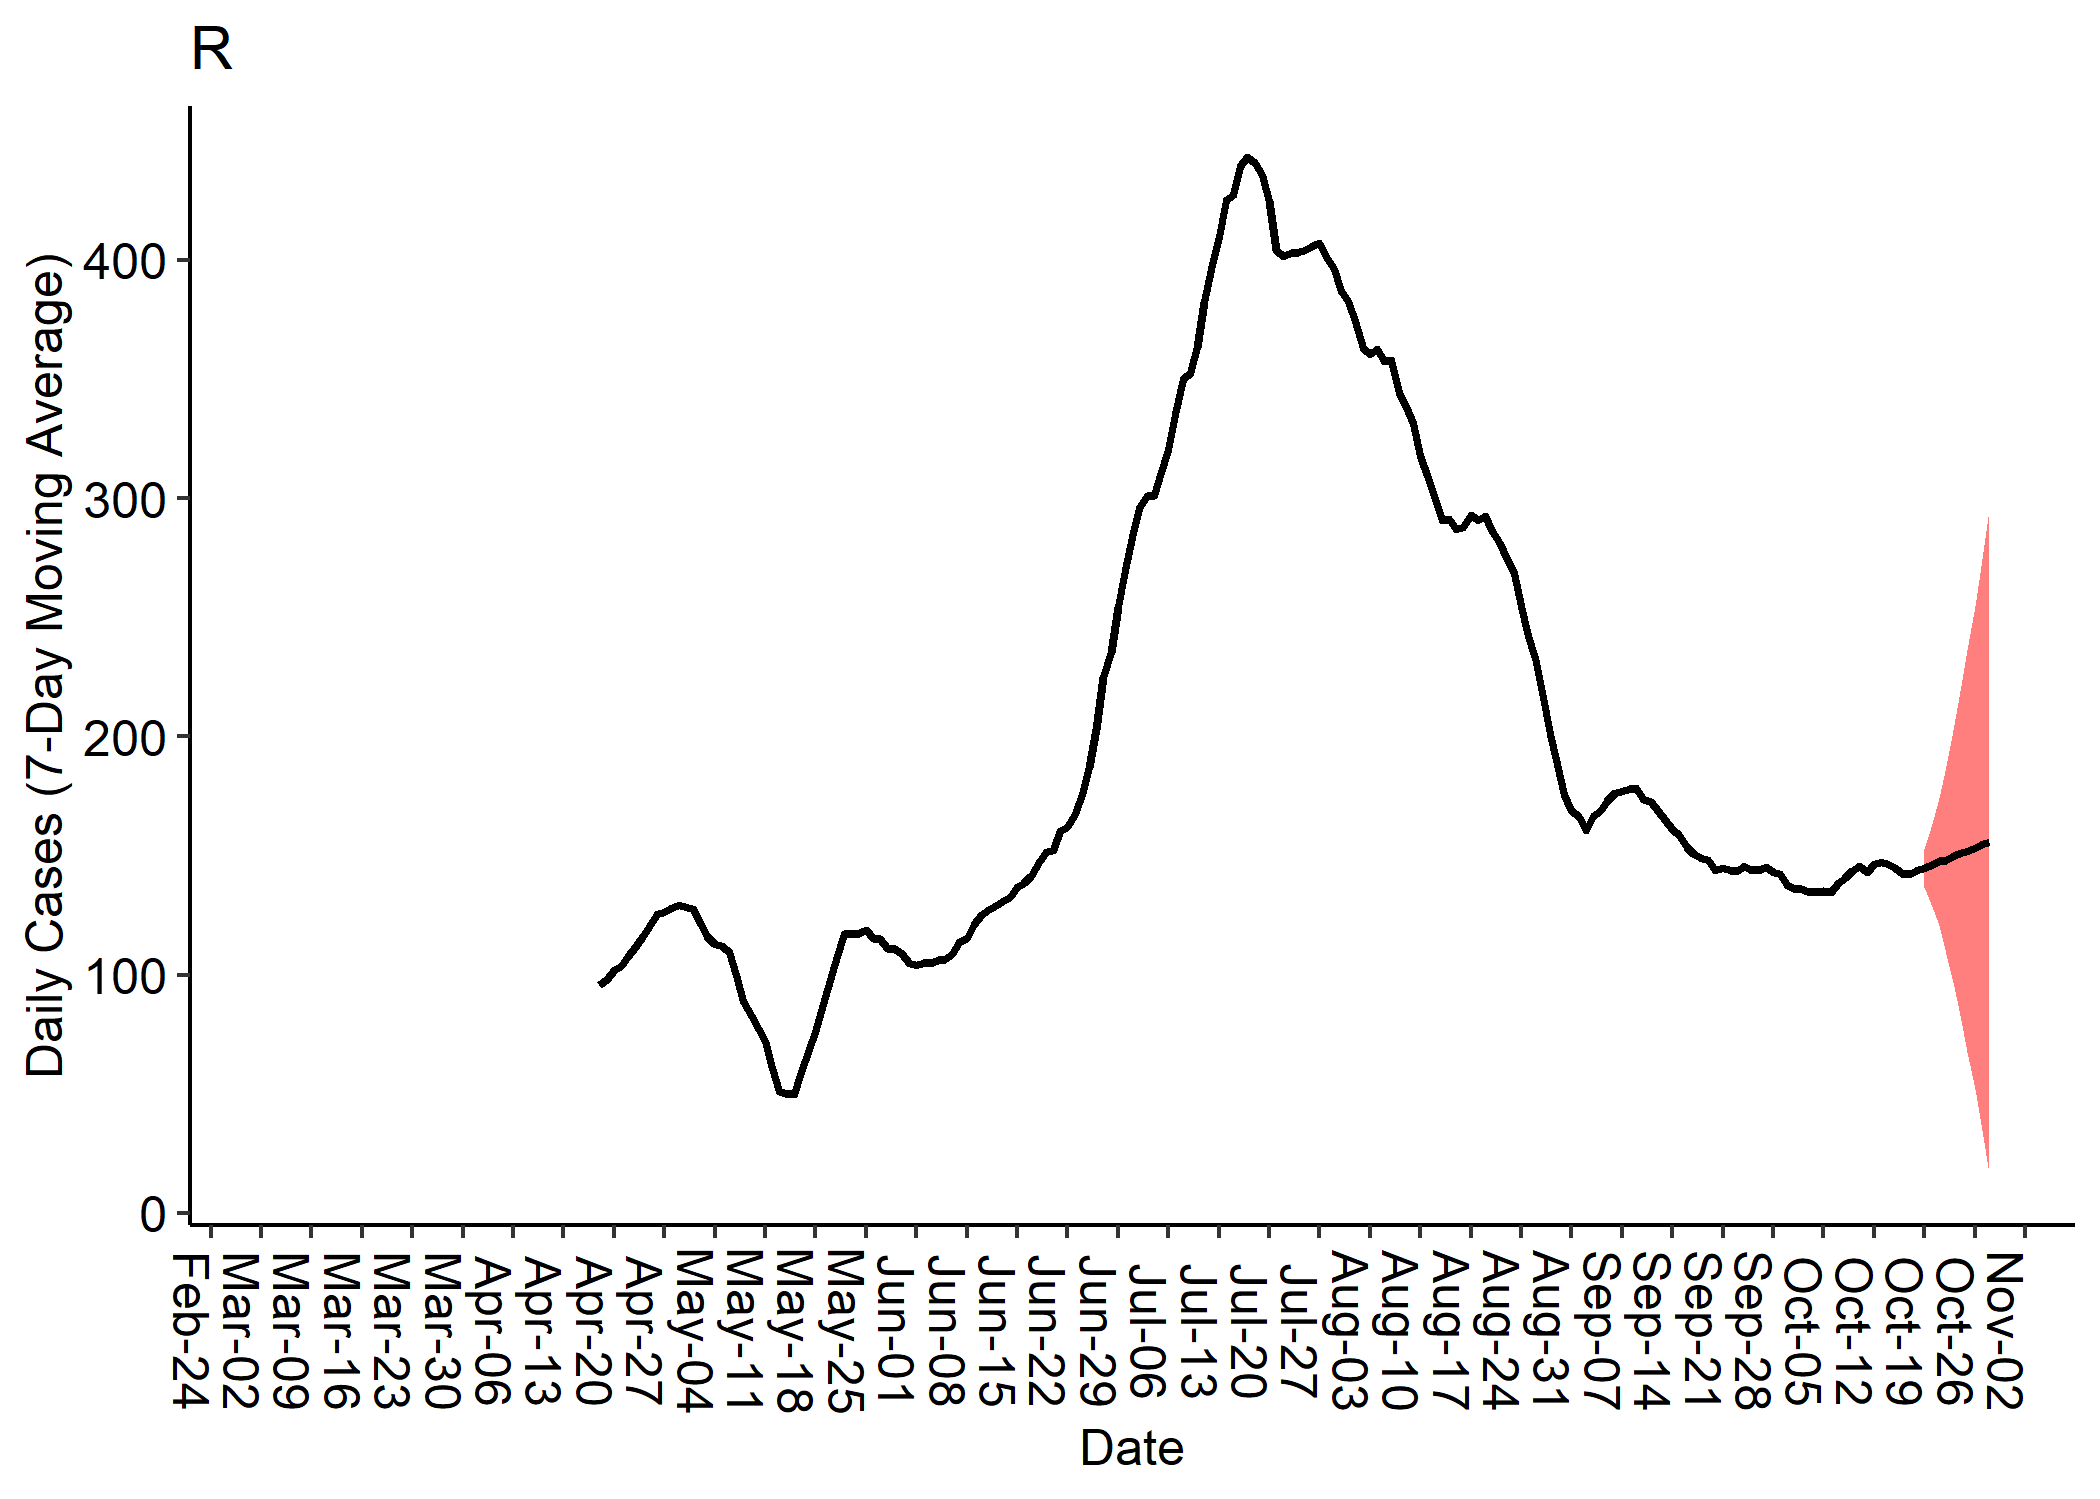 R
Daily Cases (7-Day Moving Average)
400
300
200
100
0
Feb-24
Mar-02
Mar-09
Mar-16
Mar-23
Mar-30
Apr-06
Apr-13
Apr-20
Apr-27
May-04
May-11
May-18
May-25
Jun-01
Jun-08
Jun-15
Jun-22
Jun-29
Jul-06
Jul-13
Jul-20
Jul-27
Aug-03
Aug-10
Aug-17
Aug-24
Aug-31
Sep-07
Sep-14
Sep-21
Sep-28
Oct-05
Oct-12
Oct-19
Oct-26
Nov-02
Date